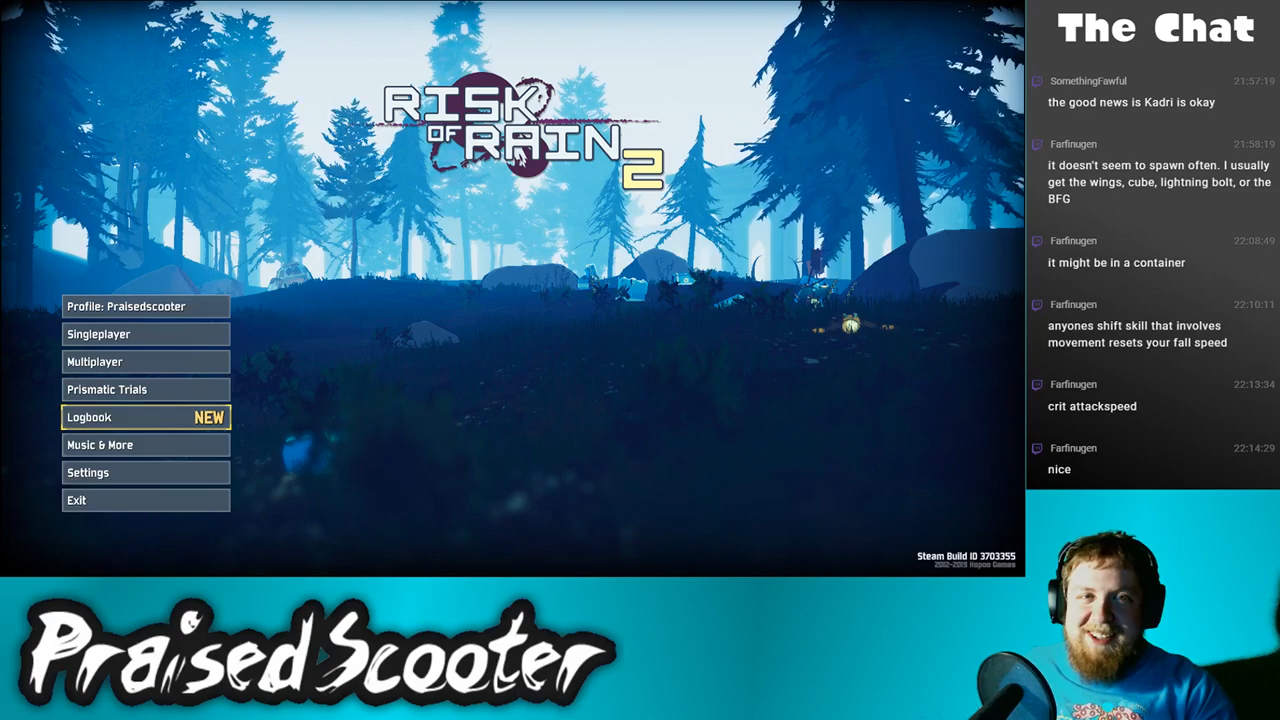 RISK
OF RAIN
2
Profile: Praisedscooter
Singleplayer
Multiplayer
Prismatic Trials
Logbook NEW
Music & More
Settings
Exit
Steam Build ID 3703355
2012-2019 Hopoo Games
The Chat
SomethingFawful 21:57:19
the good news is Kadri is okay
Farfinugen 21:58:19
it doesn't seem to spawn often. I usually
get the wings, cube, lightning bolt, or the
BFG
Farfinugen 22:08:49
it might be in a container
Farfinugen 22:10:11
anyones shift skill that involves
movement resets your fall speed
Farfinugen 22:13:34
crit attackspeed
Farfinugen 22:14:29
nice
PraisedScooter